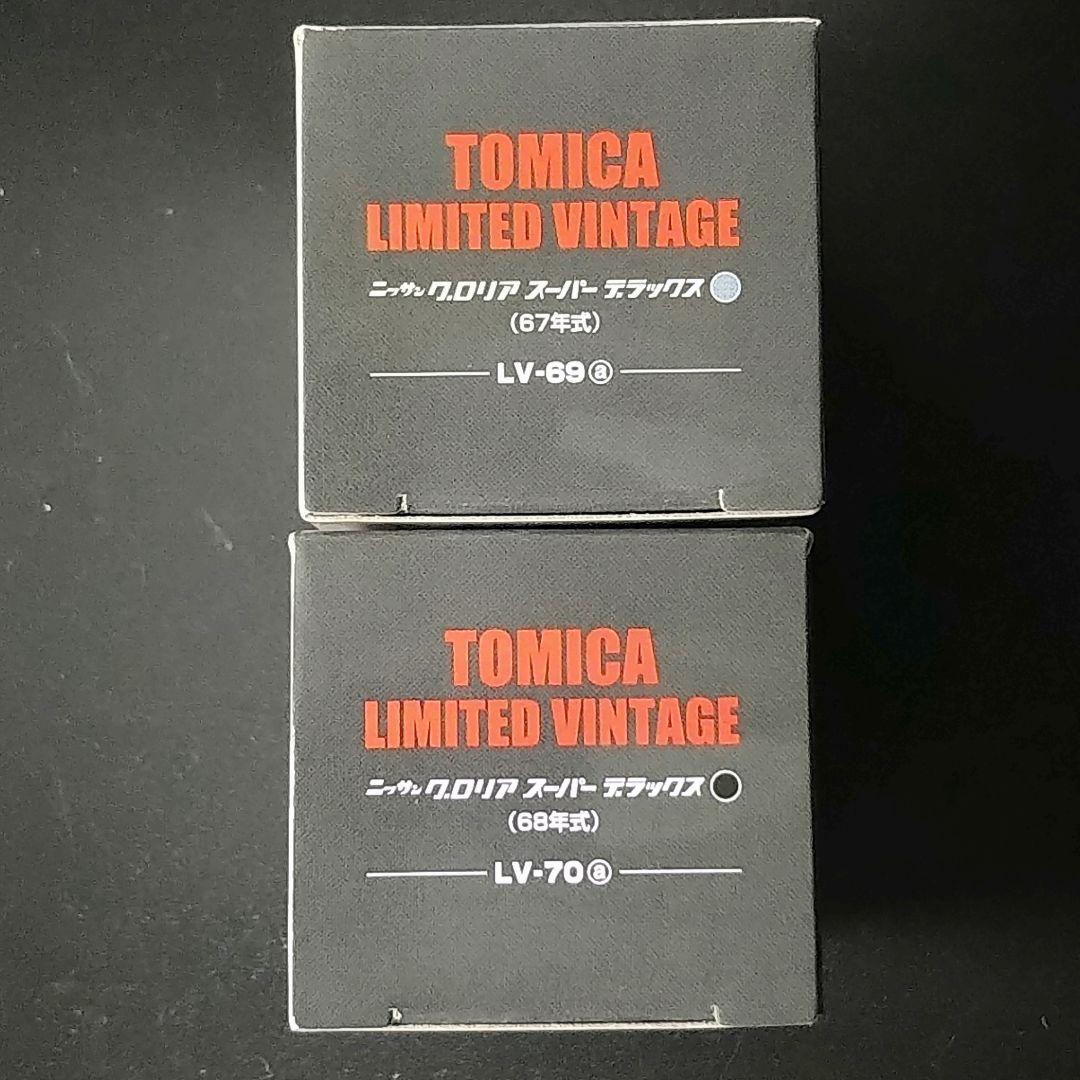 TOMICA
LIMITED VINTAGE
ニッサン グロリア スーパー デラックス
(67年式)
LV-69ⓐ
TOMICA
LIMITED VINTAGE
ニッサン グロリア スーパー デラックス
(68年式)
LV-70ⓐ